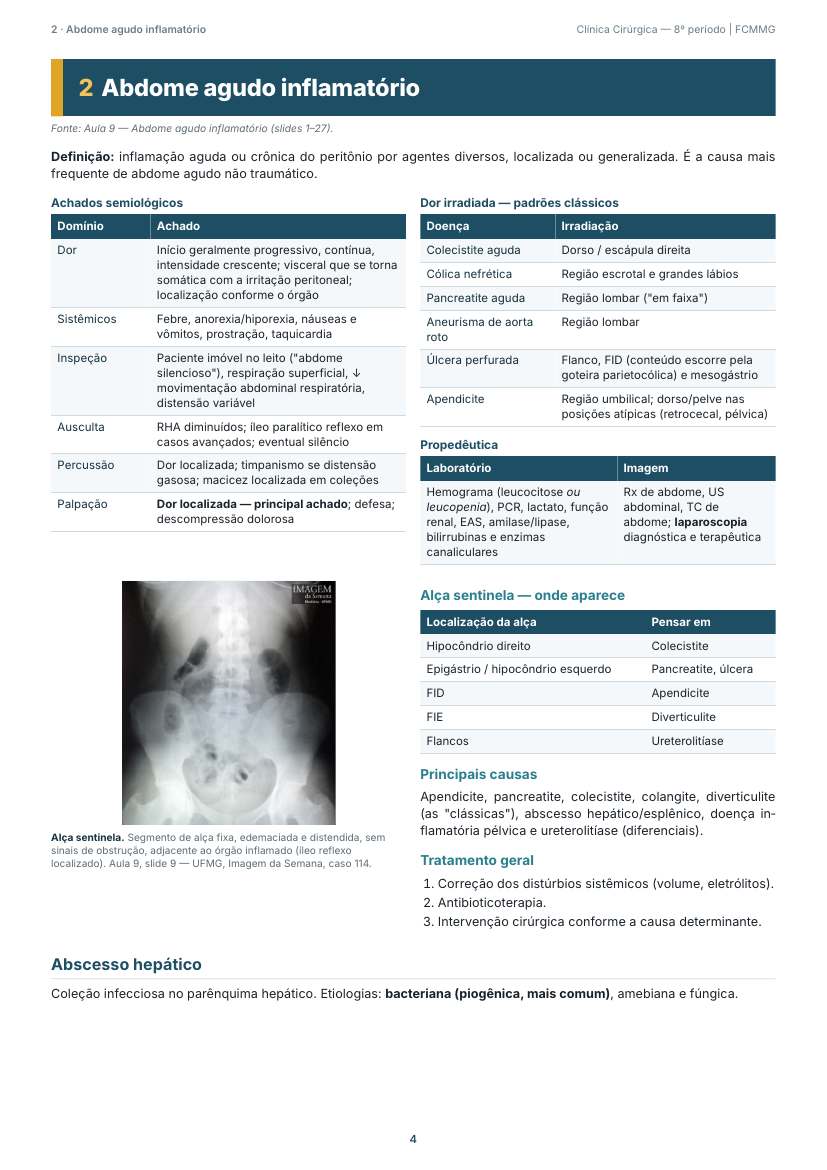 2 · Abdome agudo inflamatório
Clínica Cirúrgica — 8º período | FCMMG
2 Abdome agudo inflamatório
Fonte: Aula 9 — Abdome agudo inflamatório (slides 1–27).
Definição: inflamação aguda ou crônica do peritônio por agentes diversos, localizada ou generalizada. É a causa mais
frequente de abdome agudo não traumático.
Achados semiológicos
Domínio Achado
Dor Início geralmente progressivo, contínua,
intensidade crescente; visceral que se torna
somática com a irritação peritoneal;
localização conforme o órgão
Sistêmicos Febre, anorexia/hiporexia, náuseas e
vômitos, prostração, taquicardia
Inspeção Paciente imóvel no leito ("abdome
silencioso"), respiração superficial, ↓
movimentação abdominal respiratória,
distensão variável
Ausculta RHA diminuídos; íleo paralítico reflexo em
casos avançados; eventual silêncio
Percussão Dor localizada; timpanismo se distensão
gasosa; macicez localizada em coleções
Palpação Dor localizada — principal achado; defesa;
descompressão dolorosa
IMAGEM
da Semana
Alça sentinela. Segmento de alça fixa, edemaciada e distendida, sem
sinais de obstrução, adjacente ao órgão inflamado (íleo reflexo
localizado). Aula 9, slide 9 — UFMG, Imagem da Semana, caso 114.
Dor irradiada — padrões clássicos
Doença Irradiação
Colecistite aguda Dorso / escápula direita
Cólica nefrética Região escrotal e grandes lábios
Pancreatite aguda Região lombar ("em faixa")
Aneurisma de aorta Região lombar
roto
Úlcera perfurada Flanco, FID (conteúdo escorre pela
goteira parietocólica) e mesogástrio
Apendicite Região umbilical; dorso/pelve nas
posições atípicas (retrocecal, pélvica)
Propedêutica
Laboratório Imagem
Hemograma (leucocitose ou Rx de abdome, US
leucopenia), PCR, lactato, função abdominal, TC de
renal, EAS, amilase/lipase, abdome; laparoscopia
bilirrubinas e enzimas diagnóstica e terapêutica
canaliculares
Alça sentinela — onde aparece
Localização da alça Pensar em
Hipocôndrio direito Colecistite
Epigástrio / hipocôndrio esquerdo Pancreatite, úlcera
FID Apendicite
FIE Diverticulite
Flancos Ureterolitíase
Principais causas
Apendicite, pancreatite, colecistite, colangite, diverticulite
(as "clássicas"), abscesso hepático/esplênico, doença in-
flamatória pélvica e ureterolitíase (diferenciais).
Tratamento geral
1. Correção dos distúrbios sistêmicos (volume, eletrólitos).
2. Antibioticoterapia.
3. Intervenção cirúrgica conforme a causa determinante.
Abscesso hepático
Coleção infecciosa no parênquima hepático. Etiologias: bacteriana (piogênica, mais comum), amebiana e fúngica.
4